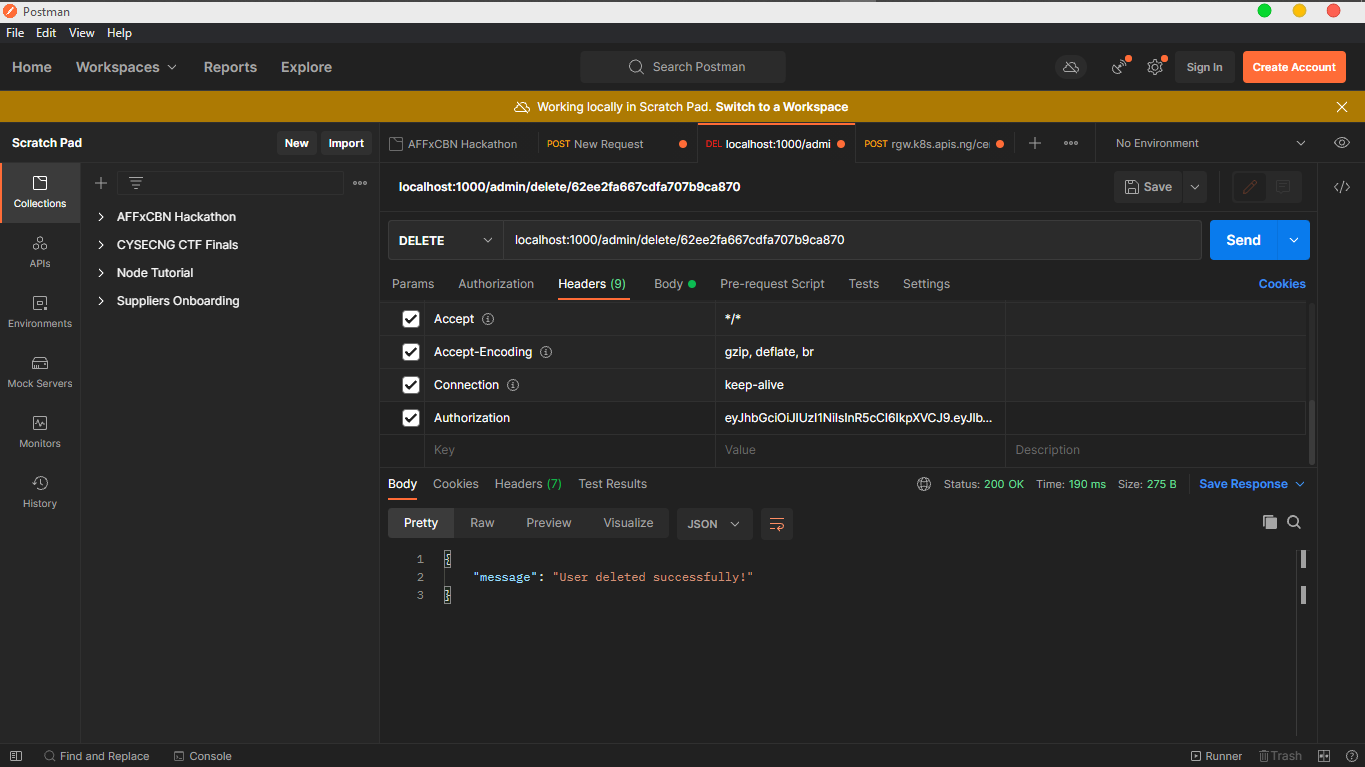 Postman
File Edit View Help
Home Workspaces Reports Explore Search Postman Sign In Create Account
Working locally in Scratch Pad. Switch to a Workspace
Scratch Pad New Import
AFFxCBN Hackathon POST New Request DEL localhost:1000/admi POST rgw.k8s.apis.ng/ce No Environment
localhost:1000/admin/delete/62ee2fa667cdfa707b9ca870 Save
Collections
APIs
Environments
Mock Servers
Monitors
History
AFFxCBN Hackathon
CYSECNG CTF Finals
Node Tutorial
Suppliers Onboarding
DELETE localhost:1000/admin/delete/62ee2fa667cdfa707b9ca870 Send
Params Authorization Headers (9) Body Pre-request Script Tests Settings Cookies
Accept */*
Accept-Encoding gzip, deflate, br
Connection keep-alive
Authorization eyJhbGciOiJIUzI1NiIsInR5cCI6IkpXVCJ9.eyJlb...
Key Value Description
Body Cookies Headers (7) Test Results Status: 200 OK Time: 190 ms Size: 275 B Save Response
Pretty Raw Preview Visualize JSON
1 {
2 "message": "User deleted successfully!"
3 }
Find and Replace Console Runner Trash